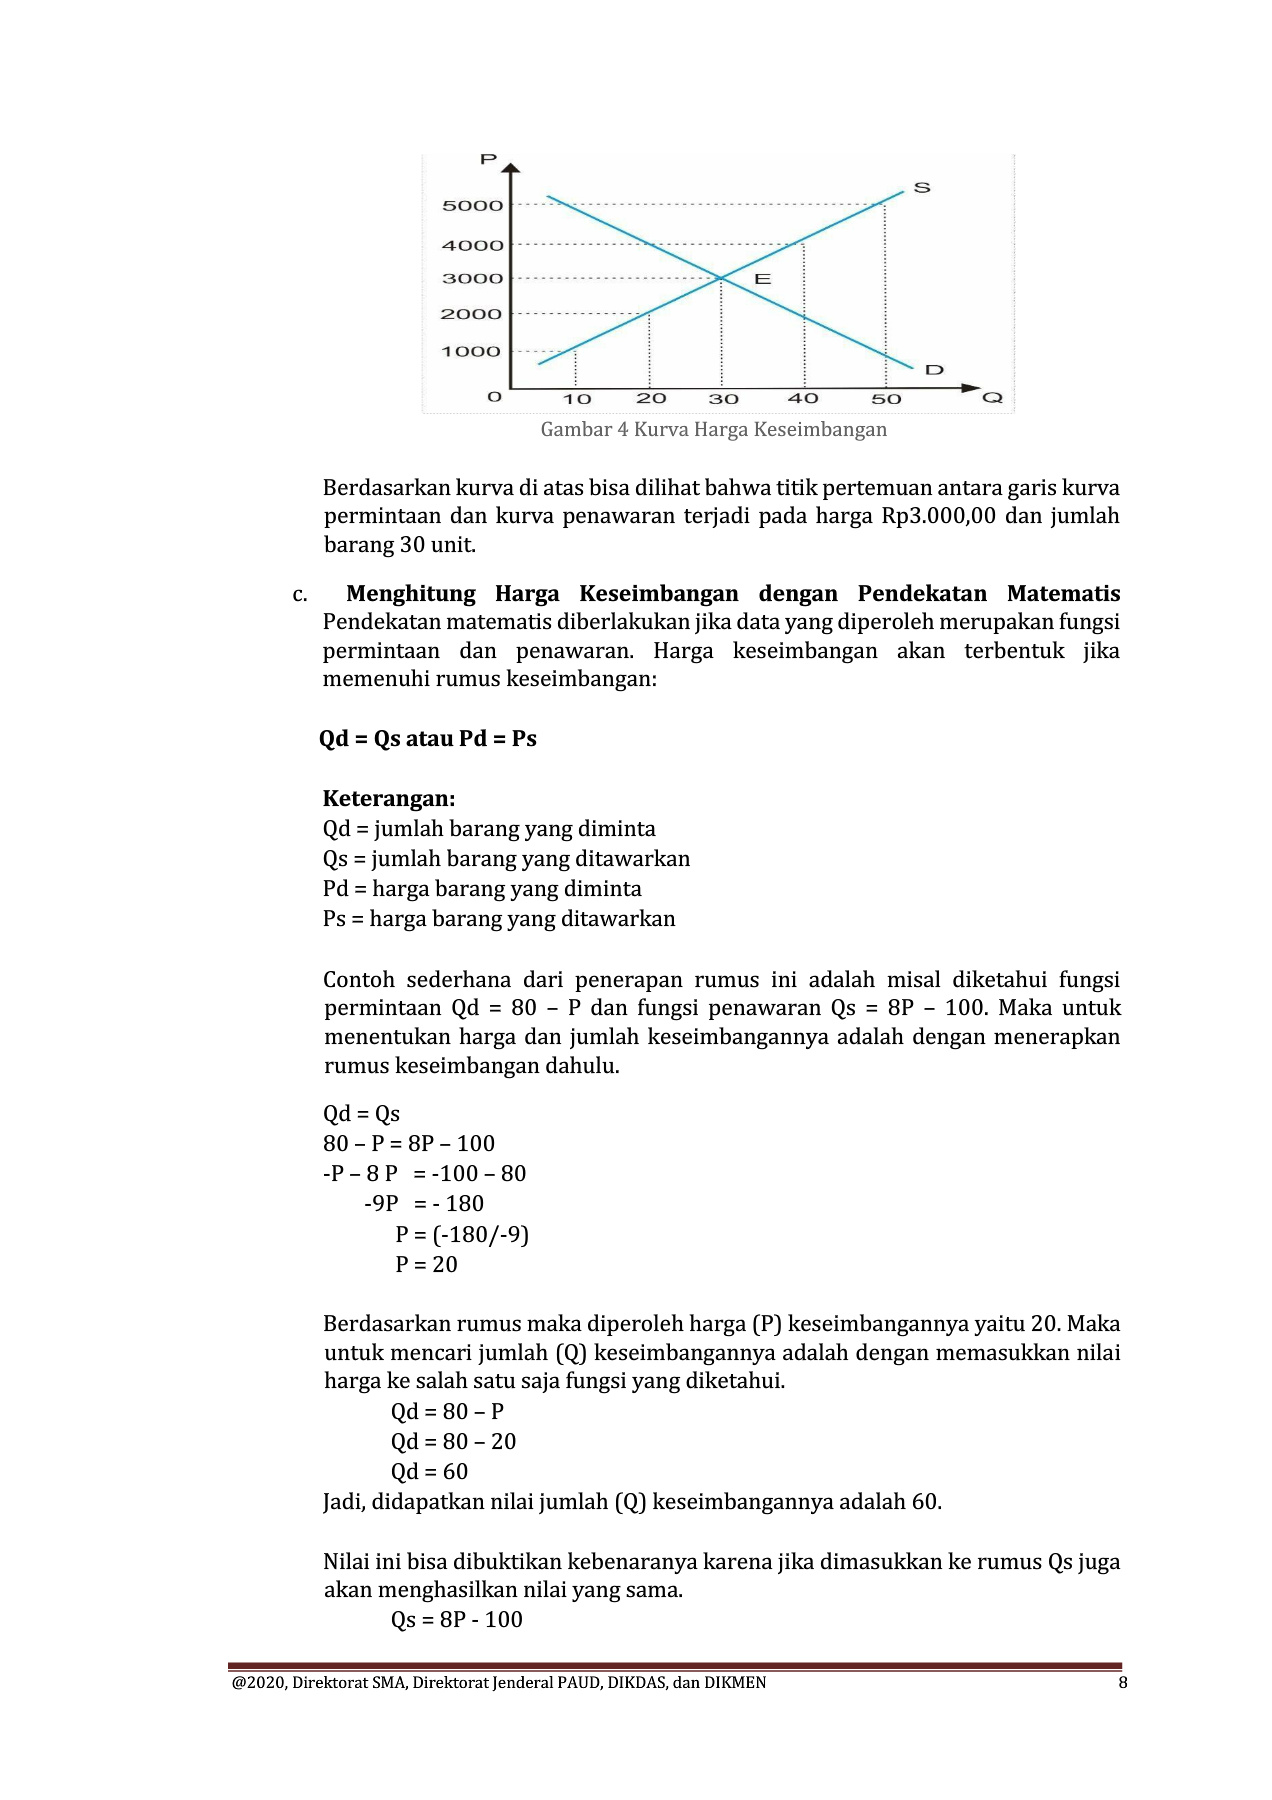 P
S
5000
4000
3000
E
2000
1000
D
0 10 20 30 40 50 Q
Gambar 4 Kurva Harga Keseimbangan
Berdasarkan kurva di atas bisa dilihat bahwa titik pertemuan antara garis kurva
permintaan dan kurva penawaran terjadi pada harga Rp3.000,00 dan jumlah
barang 30 unit.
c. Menghitung Harga Keseimbangan dengan Pendekatan Matematis
Pendekatan matematis diberlakukan jika data yang diperoleh merupakan fungsi
permintaan dan penawaran. Harga keseimbangan akan terbentuk jika
memenuhi rumus keseimbangan:
Qd = Qs atau Pd = Ps
Keterangan:
Qd = jumlah barang yang diminta
Qs = jumlah barang yang ditawarkan
Pd = harga barang yang diminta
Ps = harga barang yang ditawarkan
Contoh sederhana dari penerapan rumus ini adalah misal diketahui fungsi
permintaan Qd = 80 – P dan fungsi penawaran Qs = 8P – 100. Maka untuk
menentukan harga dan jumlah keseimbangannya adalah dengan menerapkan
rumus keseimbangan dahulu.
Qd = Qs
80 – P = 8P – 100
-P – 8 P = -100 – 80
-9P = - 180
P = (-180/-9)
P = 20
Berdasarkan rumus maka diperoleh harga (P) keseimbangannya yaitu 20. Maka
untuk mencari jumlah (Q) keseimbangannya adalah dengan memasukkan nilai
harga ke salah satu saja fungsi yang diketahui.
Qd = 80 – P
Qd = 80 – 20
Qd = 60
Jadi, didapatkan nilai jumlah (Q) keseimbangannya adalah 60.
Nilai ini bisa dibuktikan kebenaranya karena jika dimasukkan ke rumus Qs juga
akan menghasilkan nilai yang sama.
Qs = 8P - 100
@2020, Direktorat SMA, Direktorat Jenderal PAUD, DIKDAS, dan DIKMEN 8